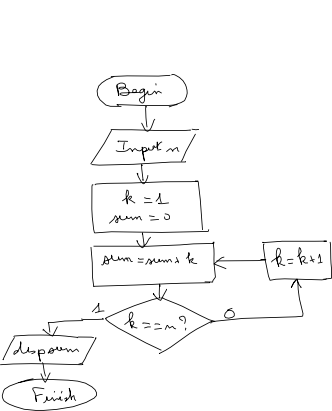 Begin
Input n
k = 1
sum = 0
sum = sum + k
k = k+1
k == n?
1
0
disp sum
Finish